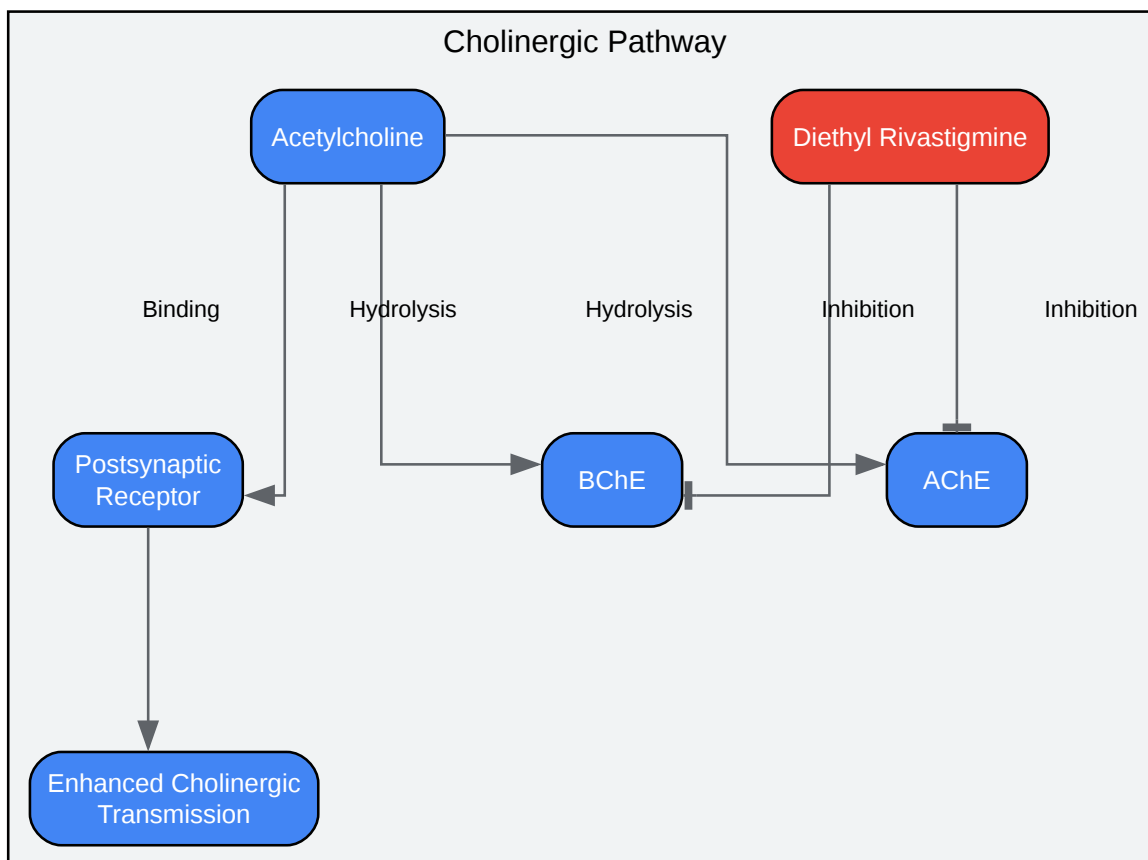 Cholinergic Pathway
Acetylcholine
Diethyl Rivastigmine
Binding
Hydrolysis
Hydrolysis
Inhibition
Inhibition
Postsynaptic
Receptor
BChE
AChE
Enhanced Cholinergic
Transmission